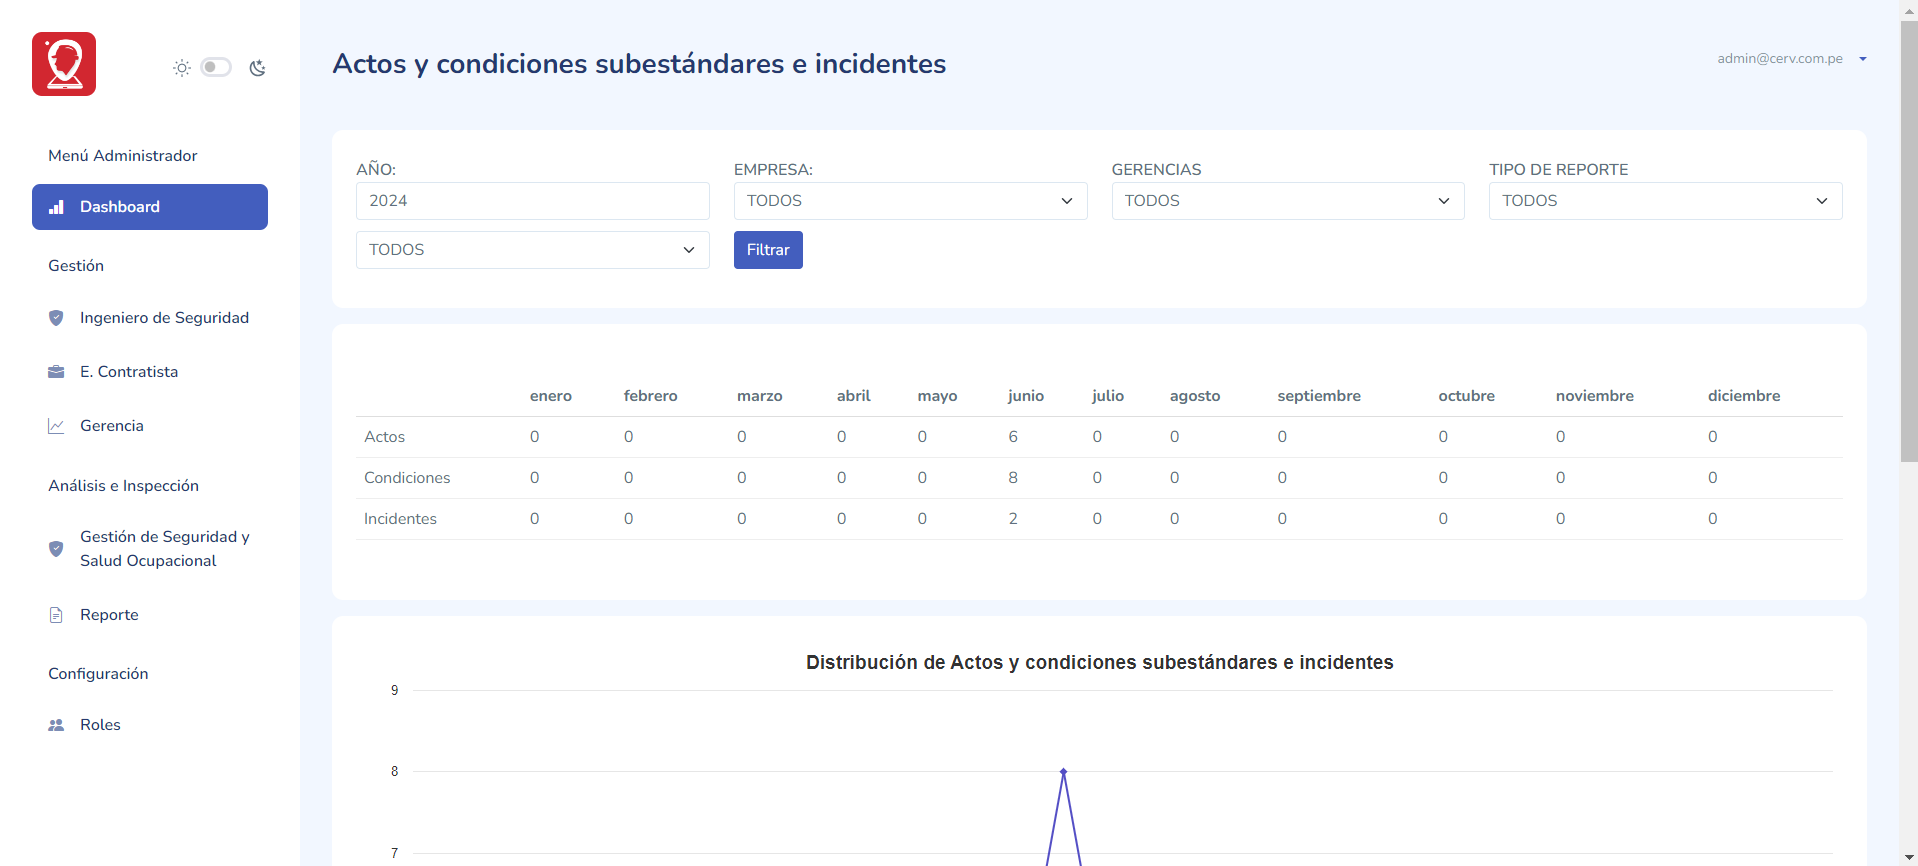 Actos y condiciones subestándares e incidentes
admin@cerv.com.pe
Menú Administrador
Dashboard
Gestión
Ingeniero de Seguridad
E. Contratista
Gerencia
Análisis e Inspección
Gestión de Seguridad y
Salud Ocupacional
Reporte
Configuración
Roles
AÑO: EMPRESA: GERENCIAS TIPO DE REPORTE
2024 TODOS TODOS TODOS
TODOS Filtrar
enero febrero marzo abril mayo junio julio agosto septiembre octubre noviembre diciembre
Actos 0 0 0 0 0 6 0 0 0 0 0 0
Condiciones 0 0 0 0 0 8 0 0 0 0 0 0
Incidentes 0 0 0 0 0 2 0 0 0 0 0 0
Distribución de Actos y condiciones subestándares e incidentes
9
8
7